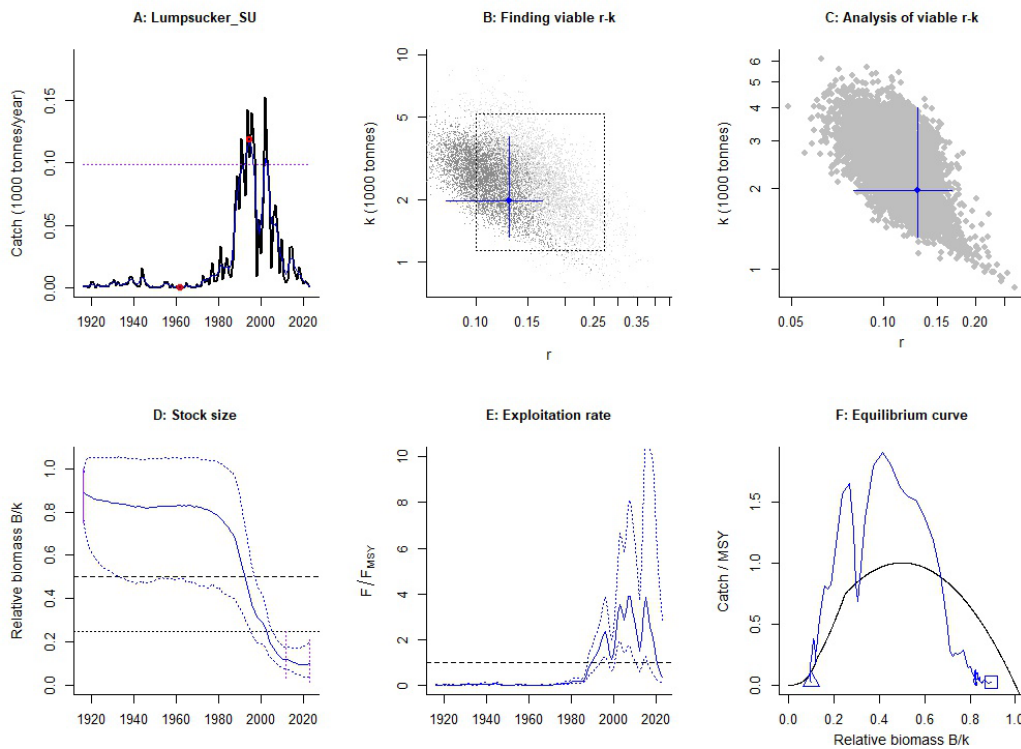 A: Lumpsucker_SU
B: Finding viable r-k
C: Analysis of viable r-k
Catch (1000 tonnes/year)
0.15
0.10
0.05
0.00
1920 1940 1960 1980 2000 2020
k (1000 tonnes)
10
5
2
1
0.10 0.15 0.25 0.35
r
k (1000 tonnes)
6
5
4
3
2
1
0.05 0.10 0.15 0.20
r
D: Stock size
E: Exploitation rate
F: Equilibrium curve
Relative biomass B/k
1.0
0.8
0.6
0.4
0.2
0.0
1920 1940 1960 1980 2000 2020
F / FMSY
10
8
6
4
2
0
1920 1940 1960 1980 2000 2020
Catch / MSY
1.5
1.0
0.5
0.0
0.0 0.2 0.4 0.6 0.8 1.0
Relative biomass B/k